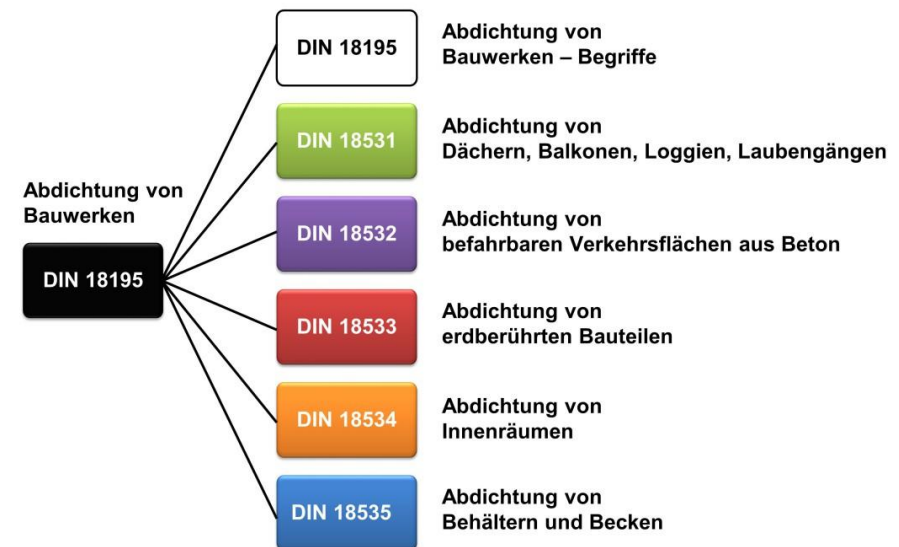 Abdichtung von
Bauwerken
DIN 18195
DIN 18195
Abdichtung von
Bauwerken – Begriffe
DIN 18531
Abdichtung von
Dächern, Balkonen, Loggien, Laubengängen
DIN 18532
Abdichtung von
befahrbaren Verkehrsflächen aus Beton
DIN 18533
Abdichtung von
erdberührten Bauteilen
DIN 18534
Abdichtung von
Innenräumen
DIN 18535
Abdichtung von
Behältern und Becken